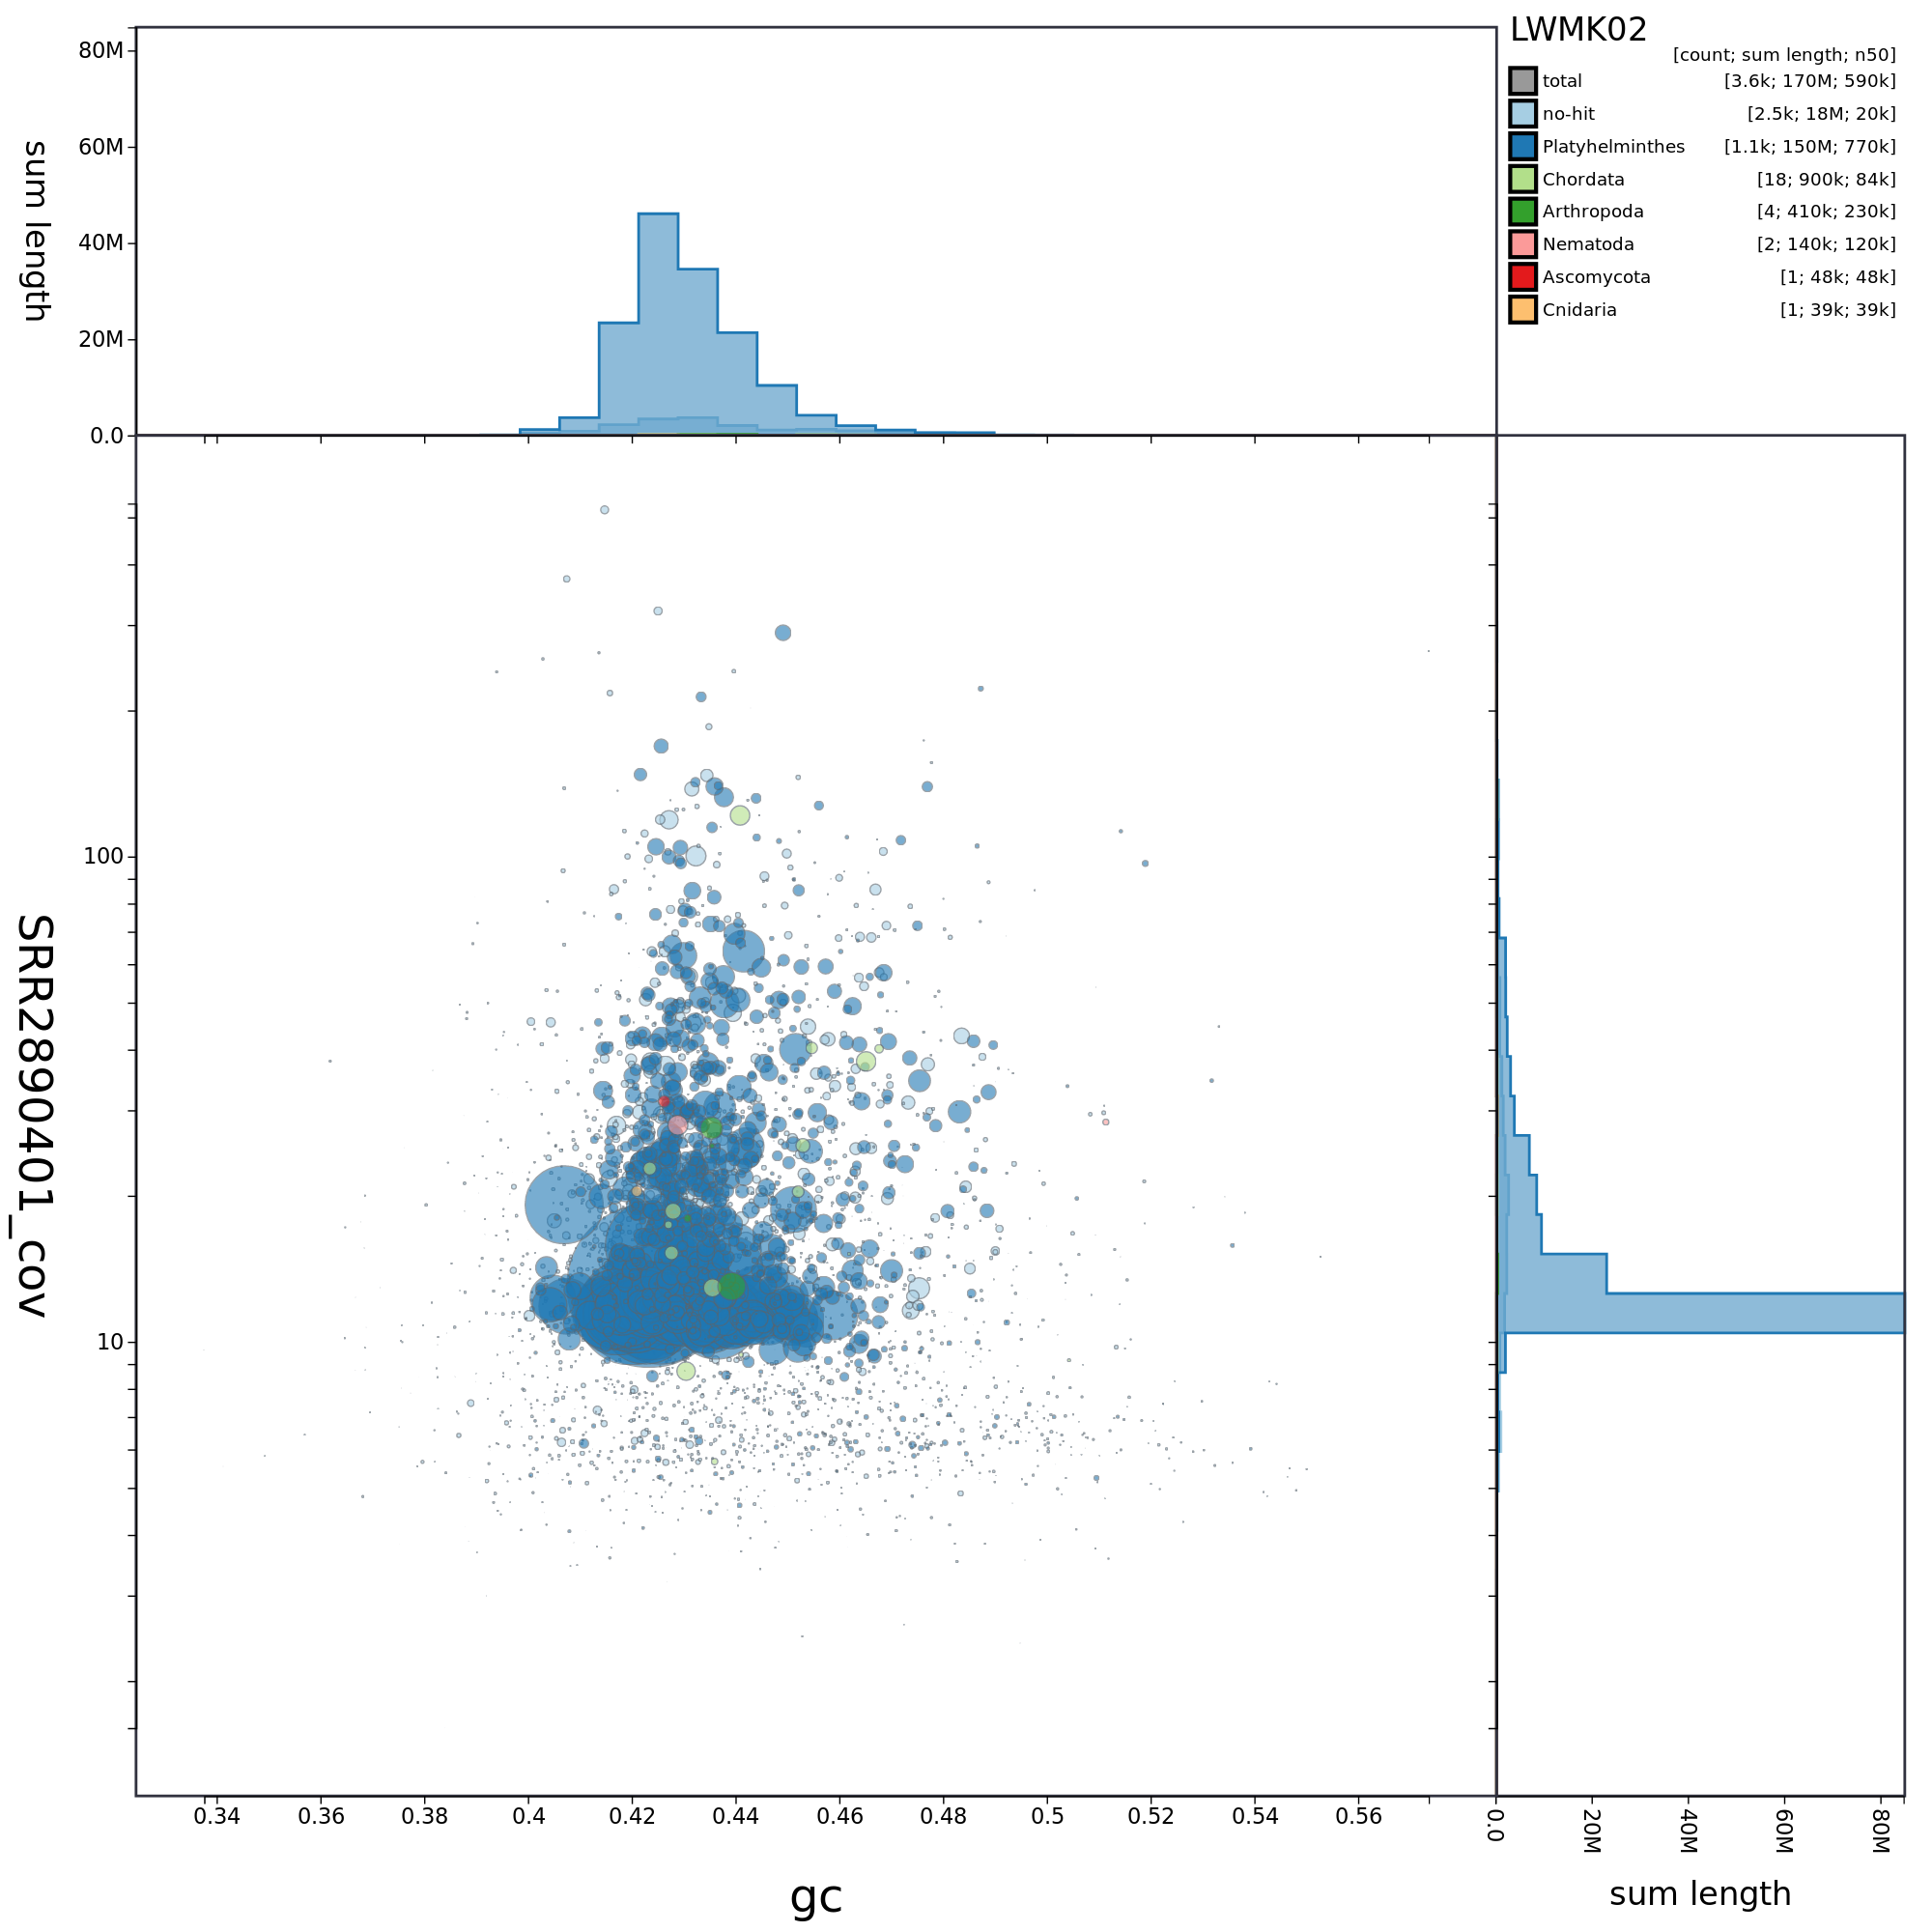 LWMK02
[count; sum length; n50]
total [3.6k; 170M; 590k]
no-hit [2.5k; 18M; 20k]
Platyhelminthes [1.1k; 150M; 770k]
Chordata [18; 900k; 84k]
Arthropoda [4; 410k; 230k]
Nematoda [2; 140k; 120k]
Ascomycota [1; 48k; 48k]
Cnidaria [1; 39k; 39k]
80M
60M
40M
20M
0.0
sum length
100
10
SRR2890401_cov
0.34 0.36 0.38 0.4 0.42 0.44 0.46 0.48 0.5 0.52 0.54 0.56
gc
0.0 20M 40M 60M 80M
sum length